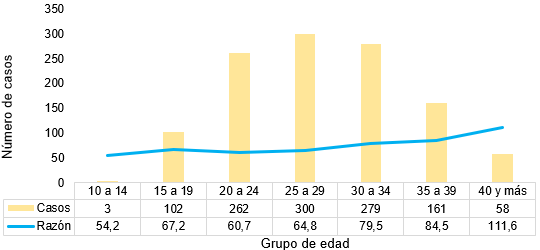 350
300
250
200
150
100
50
0
Número de casos
10 a 14 15 a 19 20 a 24 25 a 29 30 a 34 35 a 39 40 y más
Casos 3 102 262 300 279 161 58
Razón 54,2 67,2 60,7 64,8 79,5 84,5 111,6
Grupo de edad